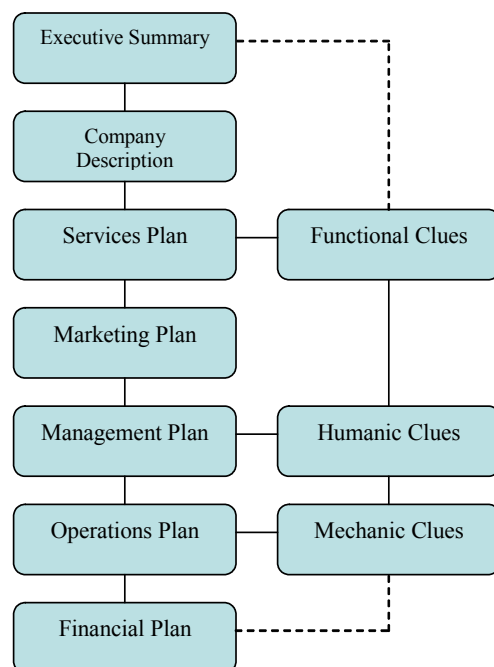 Executive Summary
Company
Description
Services Plan
Functional Clues
Marketing Plan
Management Plan
Humanic Clues
Operations Plan
Mechanic Clues
Financial Plan